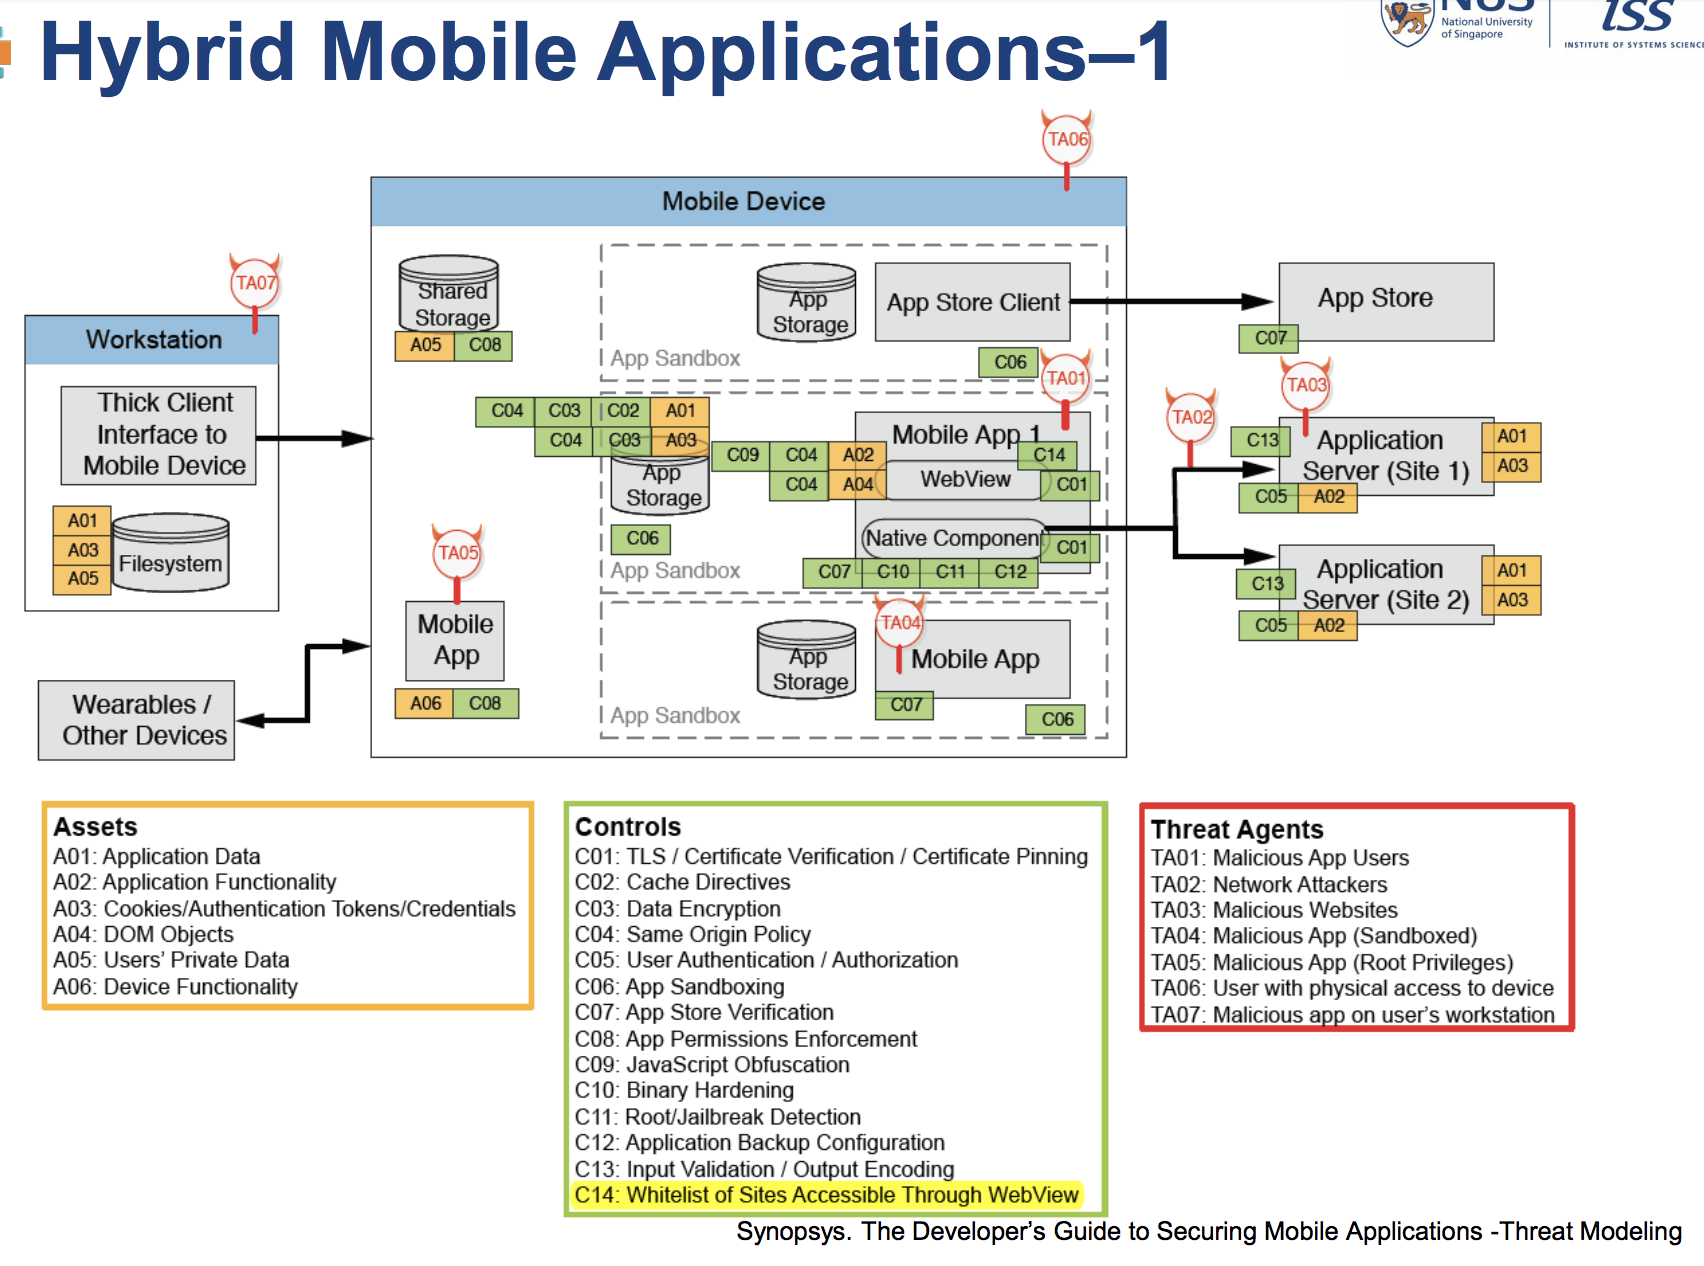 Hybrid Mobile Applications–1
NUS
National University
of Singapore
iss
INSTITUTE OF SYSTEMS SCIENCE
TA06
Mobile Device
TA07
Workstation
Thick Client
Interface to
Mobile Device
A01
A03
A05
Filesystem
Wearables /
Other Devices
Shared
Storage
A05 C08
App
Storage
App Store Client
App Sandbox
C06
App Store
C07
TA01
C04 C03 C02 A01
C04 C03 A03
App
Storage
C06
App Sandbox
C09 C04 A02
C04 A04
Mobile App 1
C14
WebView
C01
Native Component
C01
C07 C10 C11 C12
TA02
TA03
C13
Application
Server (Site 1)
A01
A03
C05 A02
C13
Application
Server (Site 2)
A01
A03
C05 A02
TA05
Mobile
App
A06 C08
TA04
App
Storage
Mobile App
C07
App Sandbox
C06
Assets
A01: Application Data
A02: Application Functionality
A03: Cookies/Authentication Tokens/Credentials
A04: DOM Objects
A05: Users' Private Data
A06: Device Functionality
Controls
C01: TLS / Certificate Verification / Certificate Pinning
C02: Cache Directives
C03: Data Encryption
C04: Same Origin Policy
C05: User Authentication / Authorization
C06: App Sandboxing
C07: App Store Verification
C08: App Permissions Enforcement
C09: JavaScript Obfuscation
C10: Binary Hardening
C11: Root/Jailbreak Detection
C12: Application Backup Configuration
C13: Input Validation / Output Encoding
C14: Whitelist of Sites Accessible Through WebView
Threat Agents
TA01: Malicious App Users
TA02: Network Attackers
TA03: Malicious Websites
TA04: Malicious App (Sandboxed)
TA05: Malicious App (Root Privileges)
TA06: User with physical access to device
TA07: Malicious app on user's workstation
Synopsys. The Developer's Guide to Securing Mobile Applications -Threat Modeling